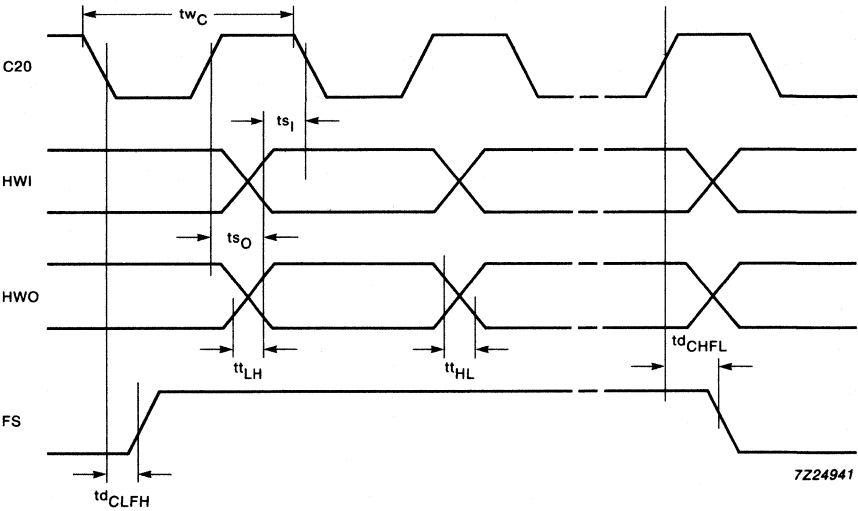 twC
C20
tsI
HWI
tsO
HWO
ttLH
ttHL
tdCHFL
FS
7Z24941
tdCLFH